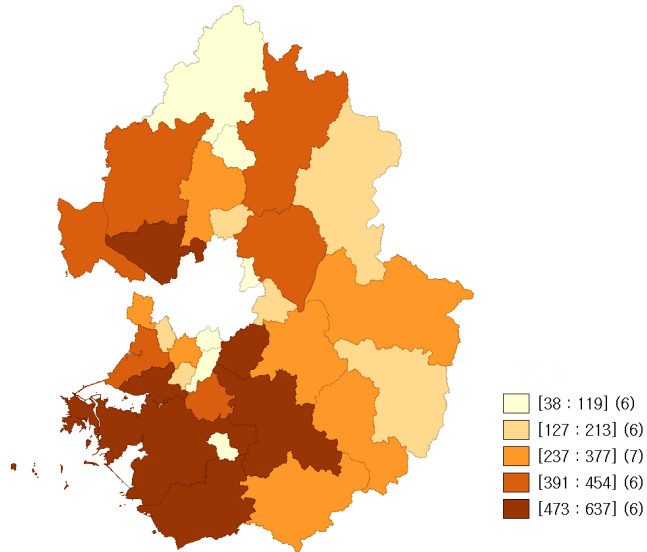 [38 : 119] (6)
[127 : 213] (6)
[237 : 377] (7)
[391 : 454] (6)
[473 : 637] (6)